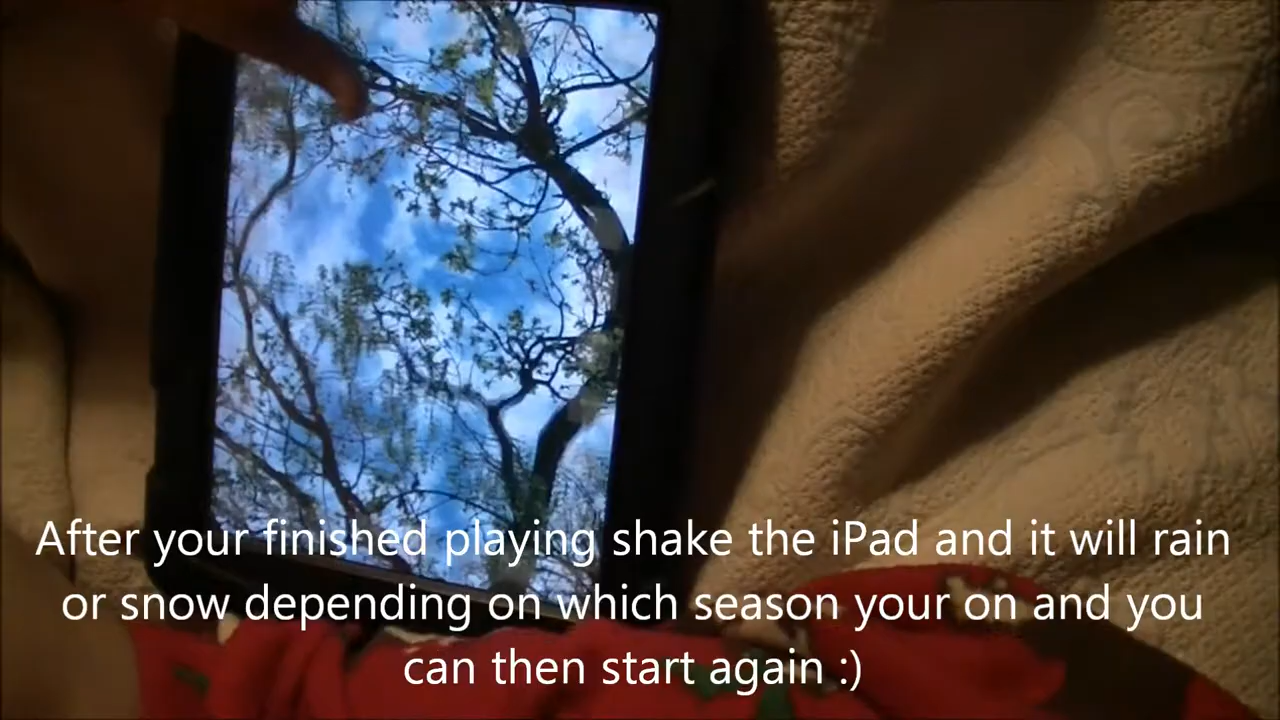 After your finished playing shake the iPad and it will rain
or snow depending on which season your on and you
can then start again :)